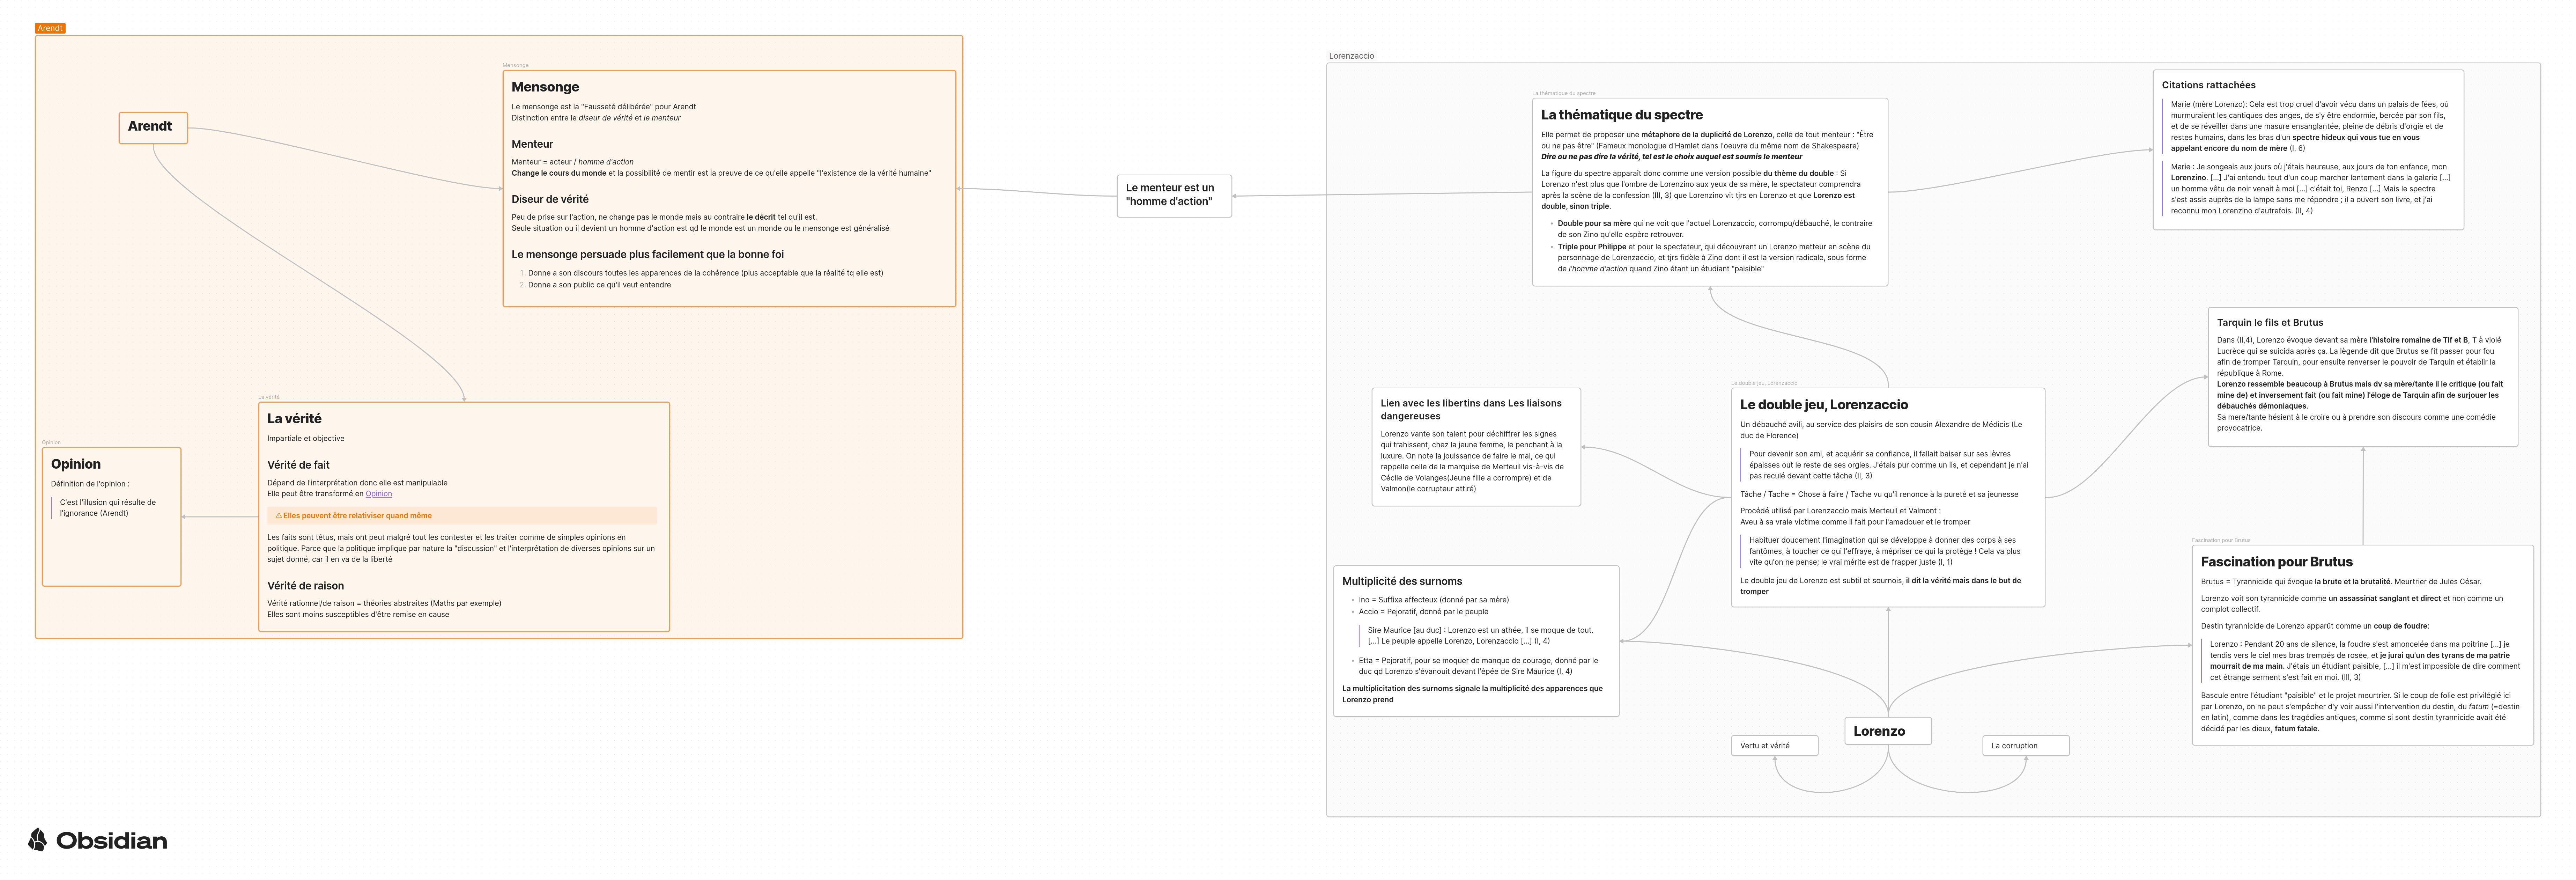 Arendt
Arendt
Mensonge
Mensonge
Le mensonge est la "Fausseté délibérée" pour Arendt
Distinction entre le diseur de vérité et le menteur
Menteur
Menteur = acteur / homme d'action
Change le cours du monde et la possibilité de mentir est la preuve de ce qu'elle appelle "l'existence de la vérité humaine"
Diseur de vérité
Peu de prise sur l'action, ne change pas le monde mais au contraire le décrit tel qu'il est.
Seule situation ou il devient un homme d'action est qd le monde est un monde ou le mensonge est généralisé
Le mensonge persuade plus facilement que la bonne foi
1. Donne a son discours toutes les apparences de la cohérence (plus acceptable que la réalité tq elle est)
2. Donne a son public ce qu'il veut entendre
La vérité
La vérité
Impartiale et objective
Vérité de fait
Dépend de l'interprétation donc elle est manipulable
Elle peut être transformé en Opinion
⚠ Elles peuvent être relativiser quand même
Les faits sont têtus, mais ont peut malgré tout les contester et les traiter comme de simples opinions en
politique. Parce que la politique implique par nature la "discussion" et l'interprétation de diverses opinions sur un
sujet donné, car il en va de la liberté
Vérité de raison
Vérité rationnel/de raison = théories abstraites (Maths par exemple)
Elles sont moins susceptibles d'être remise en cause
Opinion
Opinion
Définition de l'opinion :
C'est l'illusion qui résulte de
l'ignorance (Arendt)
Le menteur est un
"homme d'action"
Lorenzaccio
La thématique du spectre
La thématique du spectre
Elle permet de proposer une métaphore de la duplicité de Lorenzo, celle de tout menteur : "Être
ou ne pas être" (Fameux monologue d'Hamlet dans l'oeuvre du même nom de Shakespeare)
Dire ou ne pas dire la vérité, tel est le choix auquel est soumis le menteur
La figure du spectre apparaît donc comme une version possible du thème du double : Si
Lorenzo n'est plus que l'ombre de Lorenzino aux yeux de sa mère, le spectateur comprendra
après la scène de la confession (III, 3) que Lorenzino vit tjrs en Lorenzo et que Lorenzo est
double, sinon triple.
• Double pour sa mère qui ne voit que l'actuel Lorenzaccio, corrompu/débauché, le contraire
de son Zino qu'elle espère retrouver.
• Triple pour Philippe et pour le spectateur, qui découvrent un Lorenzo metteur en scène du
personnage de Lorenzaccio, et tjrs fidèle à Zino dont il est la version radicale, sous forme
de l'homme d'action quand Zino étant un étudiant "paisible"
Citations rattachées
Marie (mère Lorenzo): Cela est trop cruel d'avoir vécu dans un palais de fées, où
murmuraient les cantiques des anges, de s'y être endormie, bercée par son fils,
et de se réveiller dans une masure ensanglantée, pleine de débris d'orgie et de
restes humains, dans les bras d'un spectre hideux qui vous tue en vous
appelant encore du nom de mère (I, 6)
Marie : Je songeais aux jours où j'étais heureuse, aux jours de ton enfance, mon
Lorenzino. [...] J'ai entendu tout d'un coup marcher lentement dans la galerie [...]
un homme vêtu de noir venait à moi [...] c'était toi, Renzo [...] Mais le spectre
s'est assis auprès de la lampe sans me répondre ; il a ouvert son livre, et j'ai
reconnu mon Lorenzino d'autrefois. (II, 4)
Tarquin le fils et Brutus
Dans (II,4), Lorenzo évoque devant sa mère l'histoire romaine de Tlf et B, T à violé
Lucrèce qui se suicida après ça. La lègende dit que Brutus se fit passer pour fou
afin de tromper Tarquin, pour ensuite renverser le pouvoir de Tarquin et établir la
république à Rome.
Lorenzo ressemble beaucoup à Brutus mais dv sa mère/tante il le critique (ou fait
mine de) et inversement fait (ou fait mine) l'éloge de Tarquin afin de surjouer les
débauchés démoniaques.
Sa mere/tante hésient à le croire ou à prendre son discours comme une comédie
provocatrice.
Lien avec les libertins dans Les liaisons
dangereuses
Lorenzo vante son talent pour déchiffrer les signes
qui trahissent, chez la jeune femme, le penchant à la
luxure. On note la jouissance de faire le mal, ce qui
rappelle celle de la marquise de Merteuil vis-à-vis de
Cécile de Volanges(Jeune fille a corrompre) et de
Valmon(le corrupteur attiré)
Le double jeu, Lorenzaccio
Le double jeu, Lorenzaccio
Un débauché avili, au service des plaisirs de son cousin Alexandre de Médicis (Le
duc de Florence)
Pour devenir son ami, et acquérir sa confiance, il fallait baiser sur ses lèvres
épaisses out le reste de ses orgies. J'étais pur comme un lis, et cependant je n'ai
pas reculé devant cette tâche (II, 3)
Tâche / Tache = Chose à faire / Tache vu qu'il renonce à la pureté et sa jeunesse
Procédé utilisé par Lorenzaccio mais Merteuil et Valmont :
Aveu à sa vraie victime comme il fait pour l'amadouer et le tromper
Habituer doucement l'imagination qui se développe à donner des corps à ses
fantômes, à toucher ce qui l'effraye, à mépriser ce qui la protège ! Cela va plus
vite qu'on ne pense; le vrai mérite est de frapper juste (I, 1)
Le double jeu de Lorenzo est subtil et sournois, il dit la vérité mais dans le but de
tromper
Multiplicité des surnoms
• Ino = Suffixe affecteux (donné par sa mère)
• Accio = Pejoratif, donné par le peuple
Sire Maurice [au duc] : Lorenzo est un athée, il se moque de tout.
[...] Le peuple appelle Lorenzo, Lorenzaccio [...] (I, 4)
• Etta = Pejoratif, pour se moquer de manque de courage, donné par le
duc qd Lorenzo s'évanouit devant l'épée de Sire Maurice (I, 4)
La multiplicitation des surnoms signale la multiplicité des apparences que
Lorenzo prend
Fascination pour Brutus
Fascination pour Brutus
Brutus = Tyrannicide qui évoque la brute et la brutalité. Meurtrier de Jules César.
Lorenzo voit son tyrannicide comme un assassinat sanglant et direct et non comme un
complot collectif.
Destin tyrannicide de Lorenzo apparût comme un coup de foudre:
Lorenzo : Pendant 20 ans de silence, la foudre s'est amoncelée dans ma poitrine [...] je
tendis vers le ciel mes bras trempés de rosée, et je jurai qu'un des tyrans de ma patrie
mourrait de ma main. J'étais un étudiant paisible, [...] il m'est impossible de dire comment
cet étrange serment s'est fait en moi. (III, 3)
Bascule entre l'étudiant "paisible" et le projet meurtrier. Si le coup de folie est privilégié ici
par Lorenzo, on ne peut s'empêcher d'y voir aussi l'intervention du destin, du fatum (=destin
en latin), comme dans les tragédies antiques, comme si sont destin tyrannicide avait été
décidé par les dieux, fatum fatale.
Lorenzo
Vertu et vérité
La corruption
Obsidian